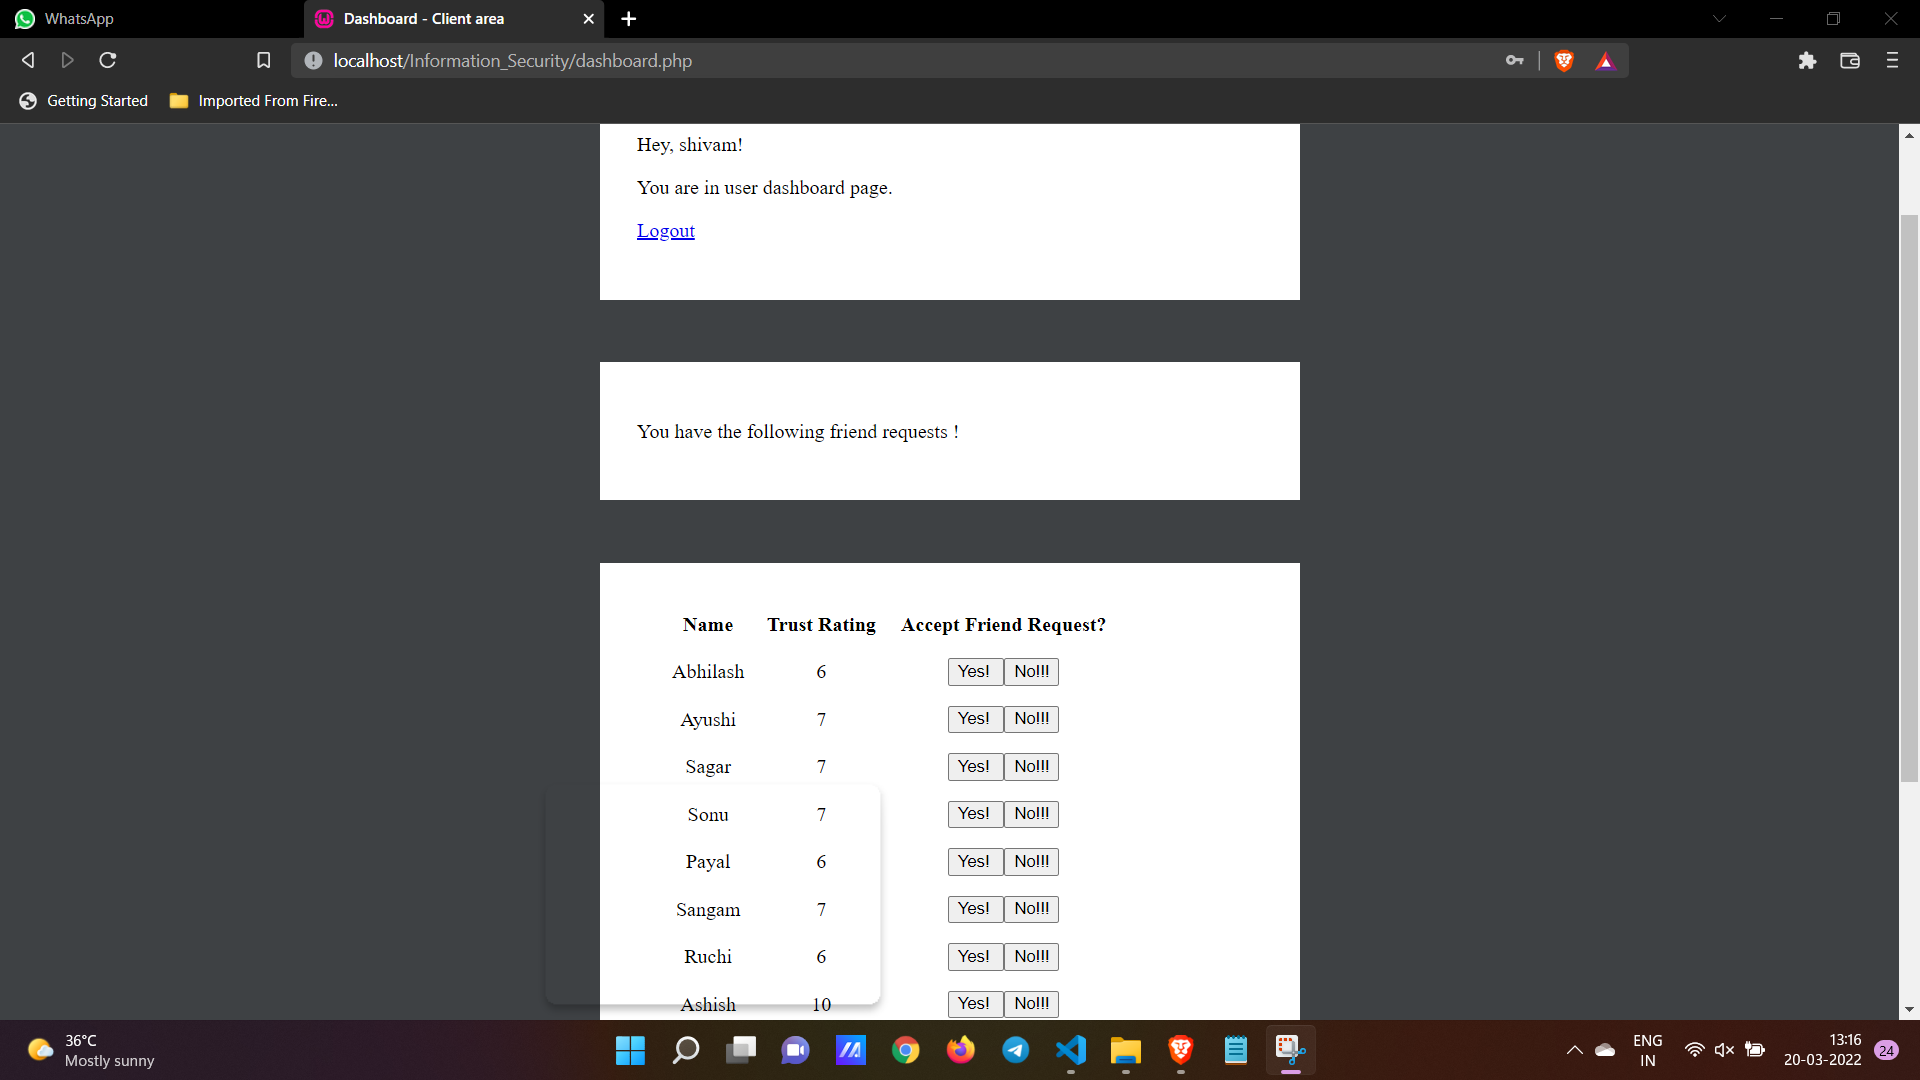 WhatsApp
Dashboard - Client area
localhost/Information_Security/dashboard.php
Getting Started
Imported From Fire...
Hey, shivam!
You are in user dashboard page.
Logout
You have the following friend requests !
Name Trust Rating Accept Friend Request?
Abhilash 6 Yes! No!!!
Ayushi 7 Yes! No!!!
Sagar 7 Yes! No!!!
Sonu 7 Yes! No!!!
Payal 6 Yes! No!!!
Sangam 7 Yes! No!!!
Ruchi 6 Yes! No!!!
Ashish 10 Yes! No!!!
36°C
Mostly sunny
ENG
IN
13:16
20-03-2022
24